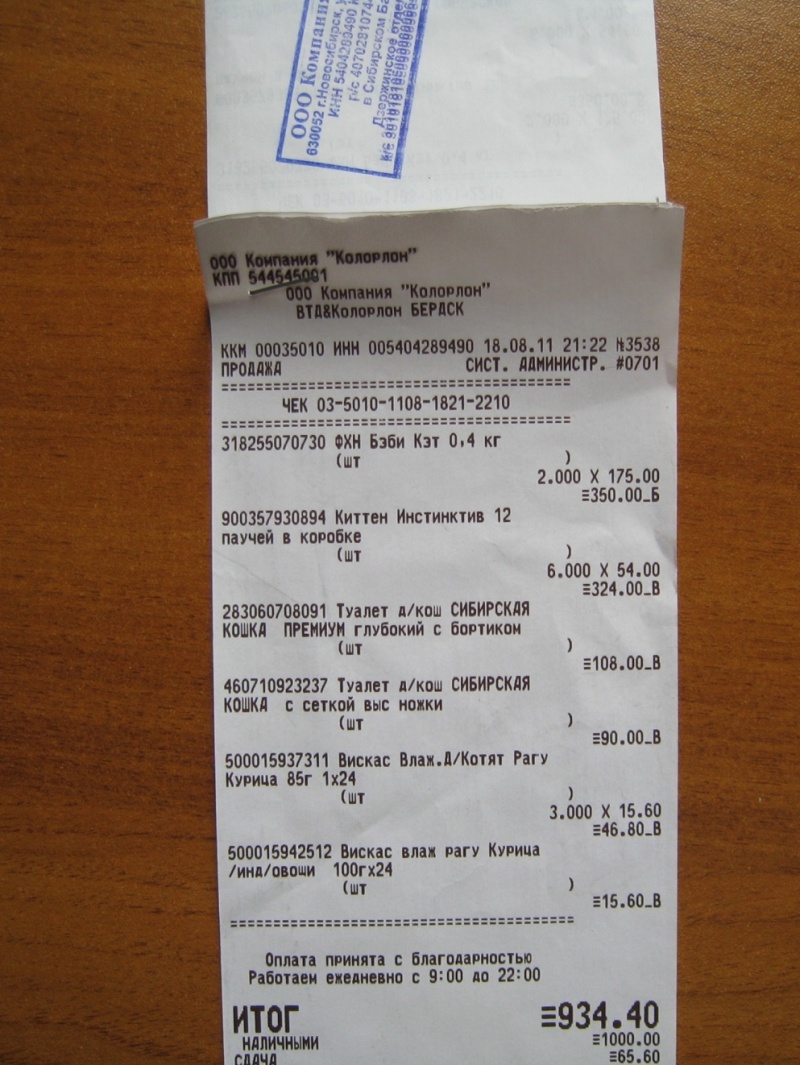 ООО Компания
630052 г.Новосибирск, у
ИНН 5404289490
р/с 4070281074
в Сибирском Ба
Дзержинское отдел
ООО Компания "Колорлон"
КПП 544545001
ООО Компания "Колорлон"
ВТД&Колорлон БЕРДСК
ККМ 00035010 ИНН 005404289490 18.08.11 21:22 №3538
ПРОДАЖА СИСТ. АДМИНИСТР. #0701
==========================================
ЧЕК 03-5010-1108-1821-2210
==========================================
318255070730 ФХН Бэби Кэт 0,4 кг
(шт )
2.000 X 175.00
≡350.00_Б
900357930894 Киттен Инстинктив 12
паучей в коробке
(шт )
6.000 X 54.00
≡324.00_В
283060708091 Туалет д/кош СИБИРСКАЯ
КОШКА ПРЕМИУМ глубокий с бортиком
(шт )
≡108.00_В
460710923237 Туалет д/кош СИБИРСКАЯ
КОШКА с сеткой выс ножки
(шт )
≡90.00_В
500015937311 Вискас Влаж.Д/Котят Рагу
Курица 85г 1х24
(шт )
3.000 X 15.60
≡46.80_В
500015942512 Вискас влаж рагу Курица
/инд/овощи 100гх24
(шт )
≡15.60_В
==========================================
Оплата принята с благодарностью
Работаем ежедневно с 9:00 до 22:00
ИТОГ ≡934.40
НАЛИЧНЫМИ ≡1000.00
СДАЧА ≡65.60